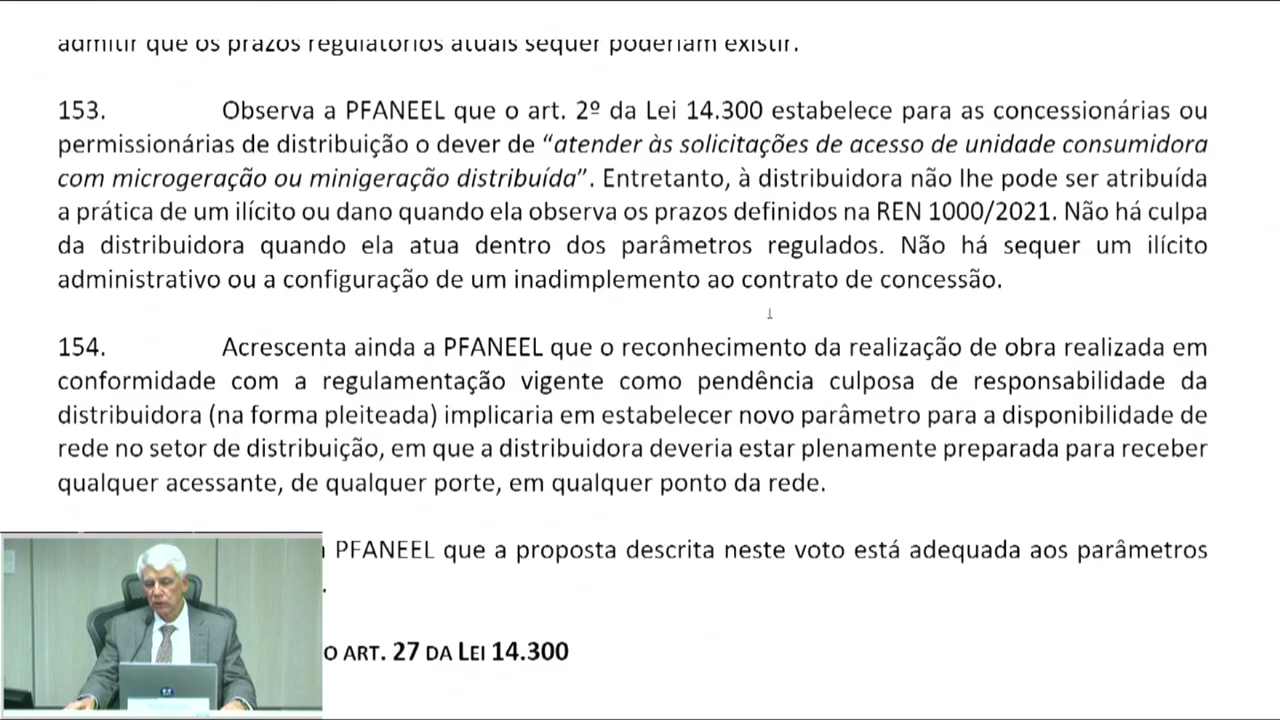 admitir que os prazos regulatórios atuais sequer poderiam existir.
153. Observa a PFANEEL que o art. 2º da Lei 14.300 estabelece para as concessionárias ou
permissionárias de distribuição o dever de “atender às solicitações de acesso de unidade consumidora
com microgeração ou minigeração distribuída”. Entretanto, à distribuidora não lhe pode ser atribuída
a prática de um ilícito ou dano quando ela observa os prazos definidos na REN 1000/2021. Não há culpa
da distribuidora quando ela atua dentro dos parâmetros regulados. Não há sequer um ilícito
administrativo ou a configuração de um inadimplemento ao contrato de concessão.
154. Acrescenta ainda a PFANEEL que o reconhecimento da realização de obra realizada em
conformidade com a regulamentação vigente como pendência culposa de responsabilidade da
distribuidora (na forma pleiteada) implicaria em estabelecer novo parâmetro para a disponibilidade de
rede no setor de distribuição, em que a distribuidora deveria estar plenamente preparada para receber
qualquer acessante, de qualquer porte, em qualquer ponto da rede.
PFANEEL que a proposta descrita neste voto está adequada aos parâmetros
.
O ART. 27 DA LEI 14.300